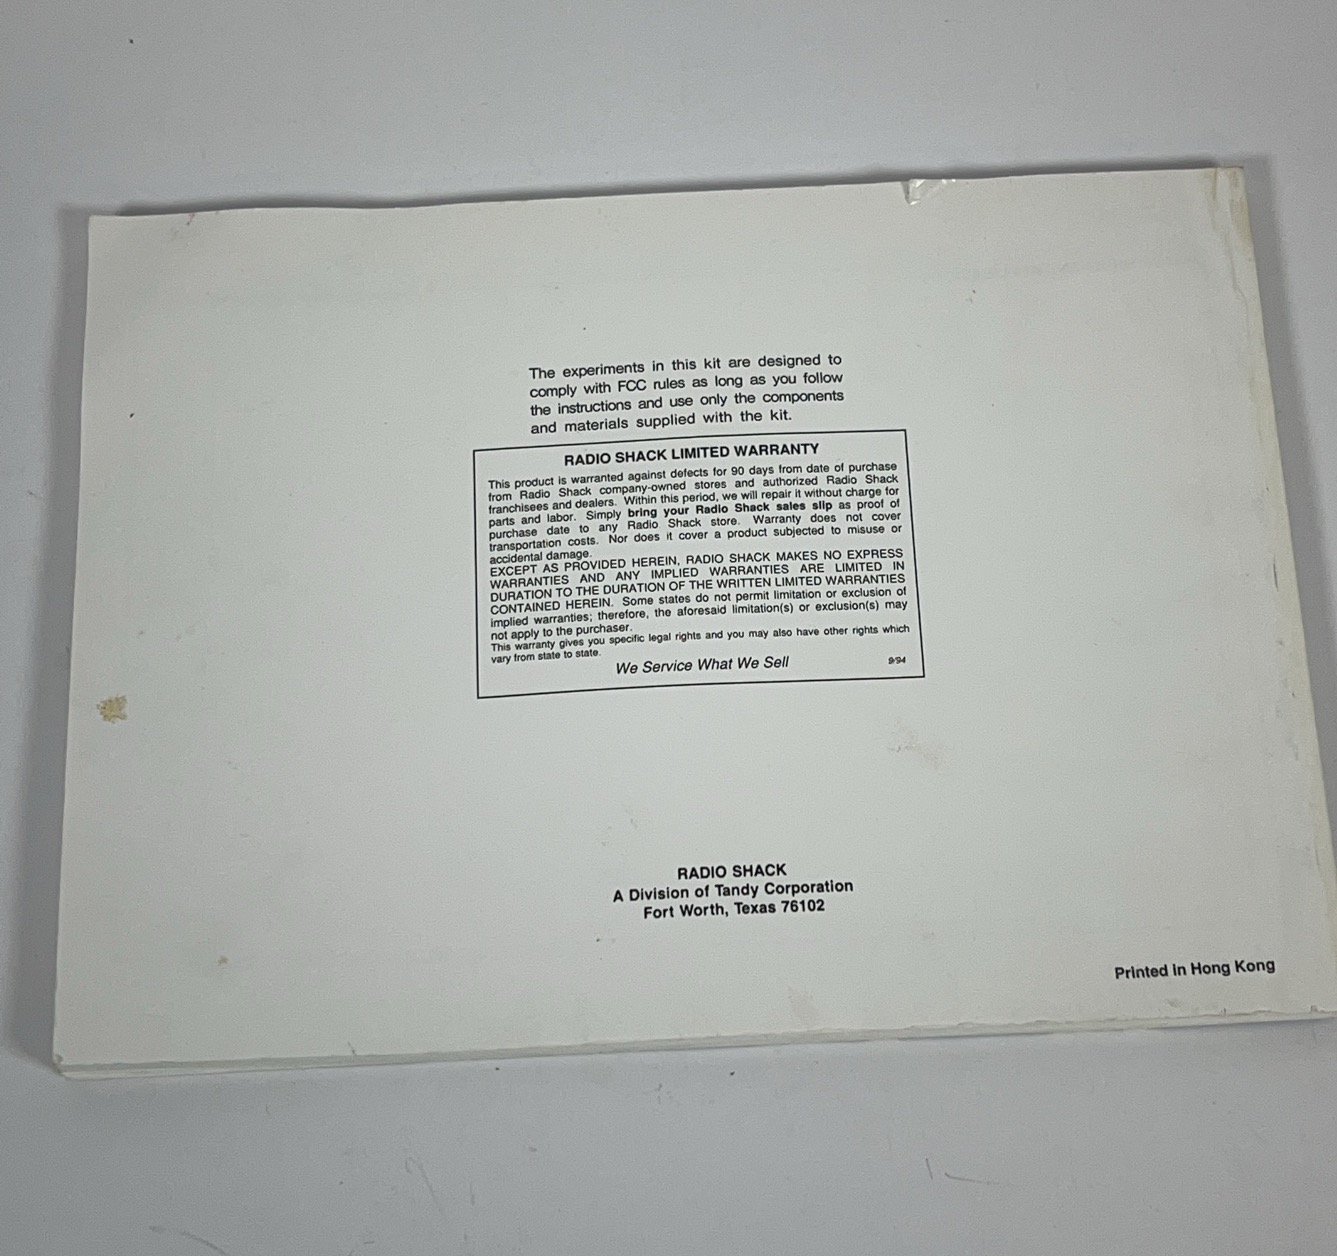 The experiments in this kit are designed to
comply with FCC rules as long as you follow
the instructions and use only the components
and materials supplied with the kit.
RADIO SHACK LIMITED WARRANTY
This product is warranted against defects for 90 days from date of purchase
from Radio Shack company-owned stores and authorized Radio Shack
franchisees and dealers. Within this period, we will repair it without charge for
parts and labor. Simply bring your Radio Shack sales slip as proof of
purchase date to any Radio Shack store. Warranty does not cover
transportation costs. Nor does it cover a product subjected to misuse or
accidental damage.
EXCEPT AS PROVIDED HEREIN, RADIO SHACK MAKES NO EXPRESS
WARRANTIES AND ANY IMPLIED WARRANTIES ARE LIMITED IN
DURATION TO THE DURATION OF THE WRITTEN LIMITED WARRANTIES
CONTAINED HEREIN. Some states do not permit limitation or exclusion of
implied warranties; therefore, the aforesaid limitation(s) or exclusion(s) may
not apply to the purchaser.
This warranty gives you specific legal rights and you may also have other rights which
vary from state to state.
We Service What We Sell
9/94
RADIO SHACK
A Division of Tandy Corporation
Fort Worth, Texas 76102
Printed in Hong Kong